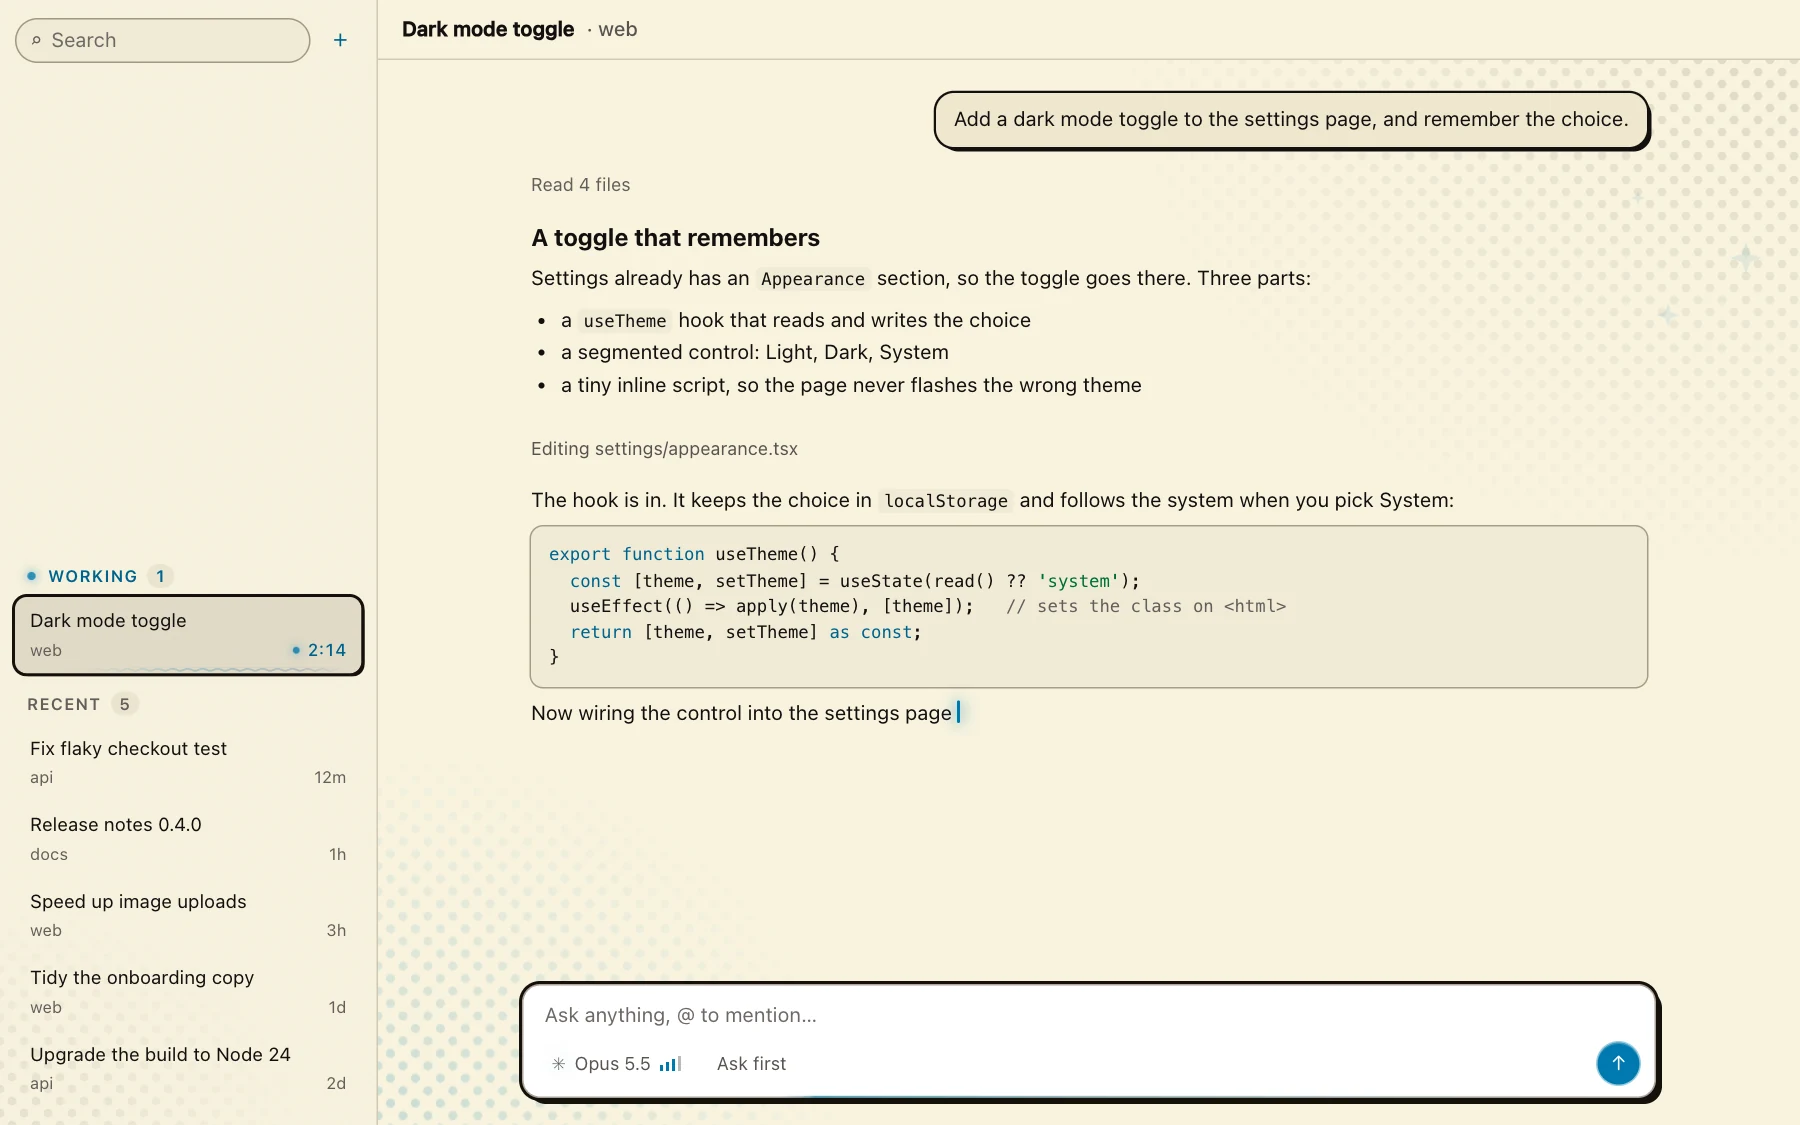 Search
+
WORKING 1
Dark mode toggle
web 2:14
RECENT 5
Fix flaky checkout test
api 12m
Release notes 0.4.0
docs 1h
Speed up image uploads
web 3h
Tidy the onboarding copy
web 1d
Upgrade the build to Node 24
api 2d
Dark mode toggle · web
Add a dark mode toggle to the settings page, and remember the choice.
Read 4 files
A toggle that remembers
Settings already has an Appearance section, so the toggle goes there. Three parts:
• a useTheme hook that reads and writes the choice
• a segmented control: Light, Dark, System
• a tiny inline script, so the page never flashes the wrong theme
Editing settings/appearance.tsx
The hook is in. It keeps the choice in localStorage and follows the system when you pick System:
export function useTheme() {
  const [theme, setTheme] = useState(read() ?? 'system');
  useEffect(() => apply(theme), [theme]);   // sets the class on <html>
  return [theme, setTheme] as const;
}
Now wiring the control into the settings page
Ask anything, @ to mention...
Opus 5.5 Ask first